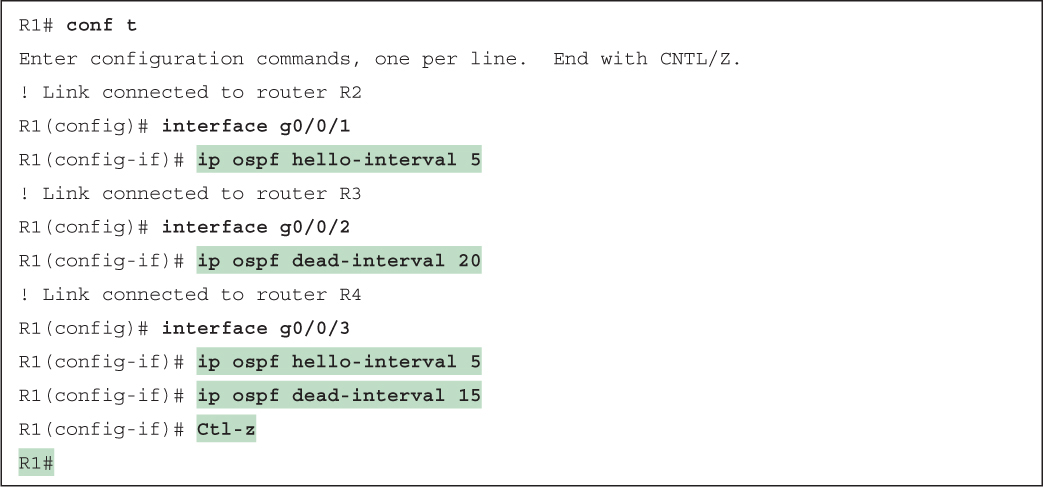 R1# conf t
Enter configuration commands, one per line.  End with CNTL/Z.
! Link connected to router R2
R1(config)# interface g0/0/1
R1(config-if)# ip ospf hello-interval 5
! Link connected to router R3
R1(config)# interface g0/0/2
R1(config-if)# ip ospf dead-interval 20
! Link connected to router R4
R1(config)# interface g0/0/3
R1(config-if)# ip ospf hello-interval 5
R1(config-if)# ip ospf dead-interval 15
R1(config-if)# Ctl-z
R1#